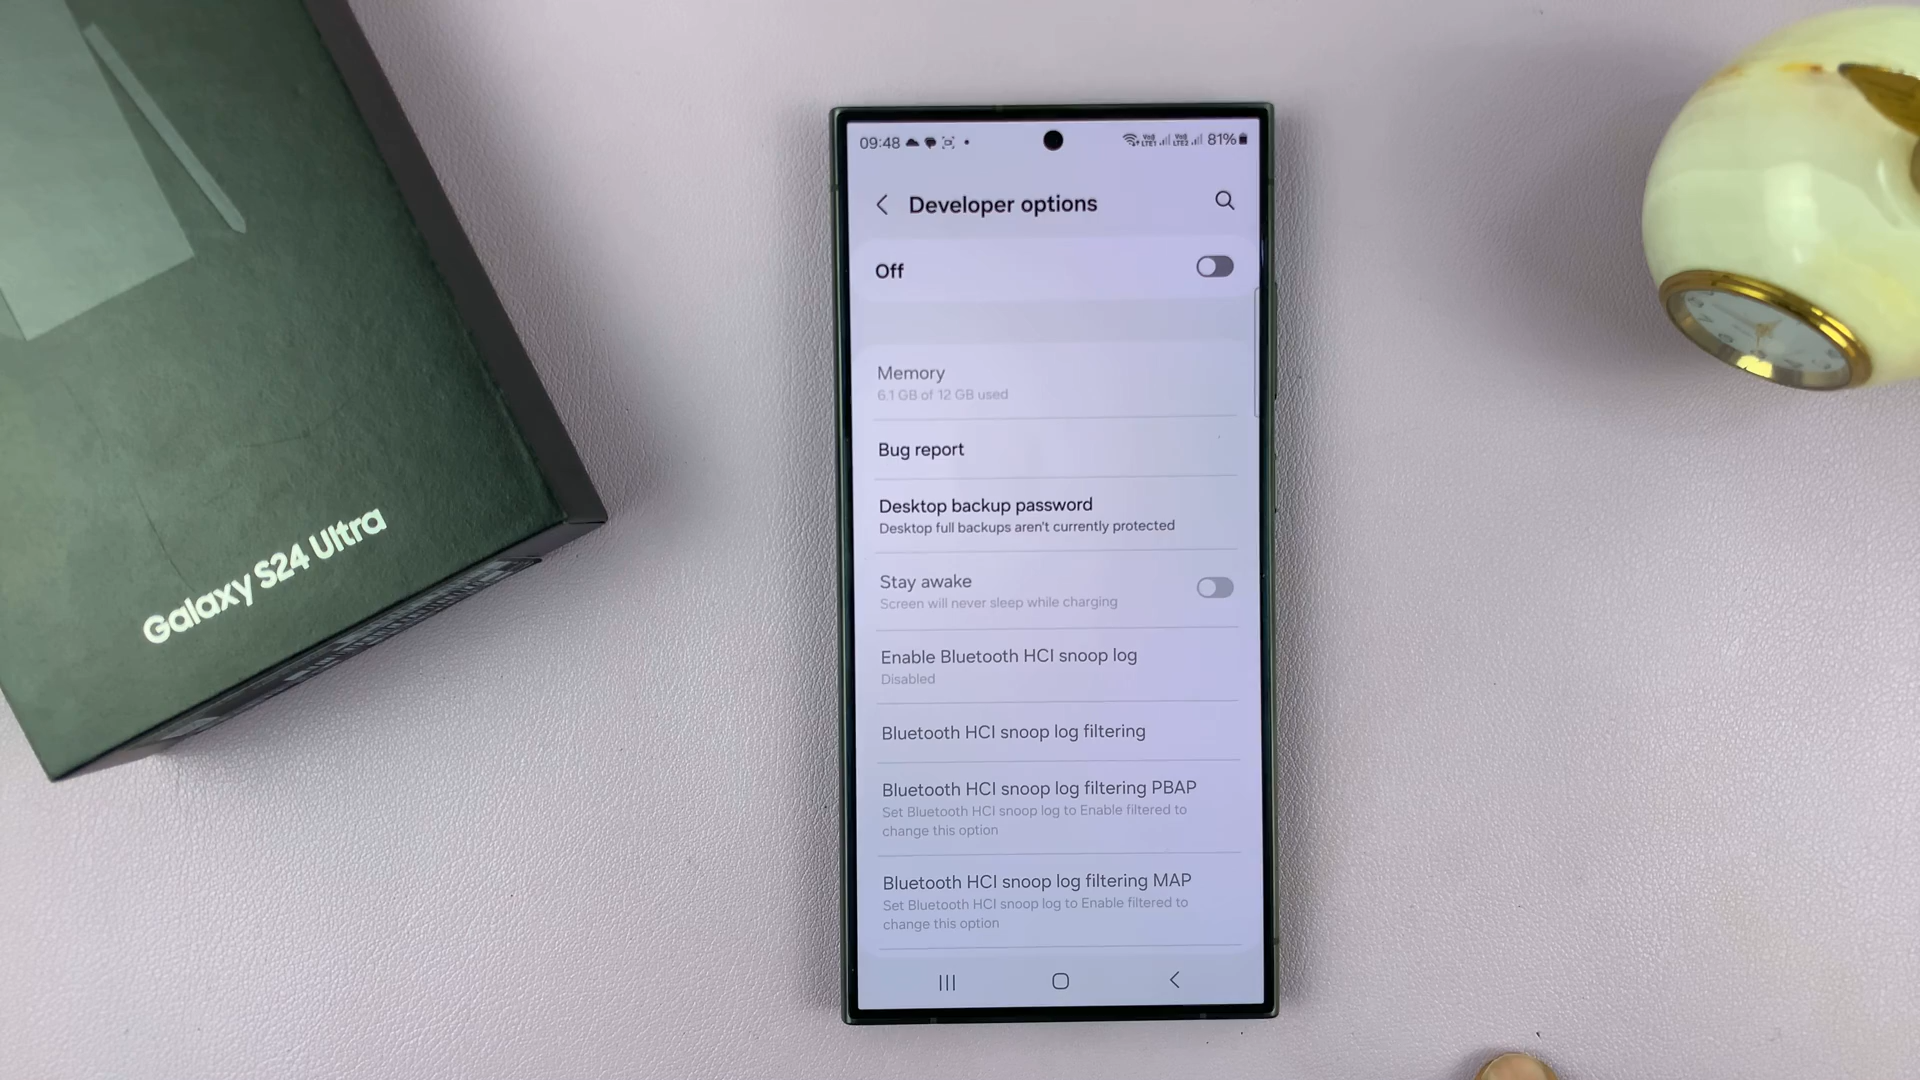 Galaxy S24 Ultra
09:48
81%
Developer options
Off
Memory
6.1 GB of 12 GB used
Bug report
Desktop backup password
Desktop full backups aren't currently protected
Stay awake
Screen will never sleep while charging
Enable Bluetooth HCI snoop log
Disabled
Bluetooth HCI snoop log filtering
Bluetooth HCI snoop log filtering PBAP
Set Bluetooth HCI snoop log to Enable filtered to
change this option
Bluetooth HCI snoop log filtering MAP
Set Bluetooth HCI snoop log to Enable filtered to
change this option